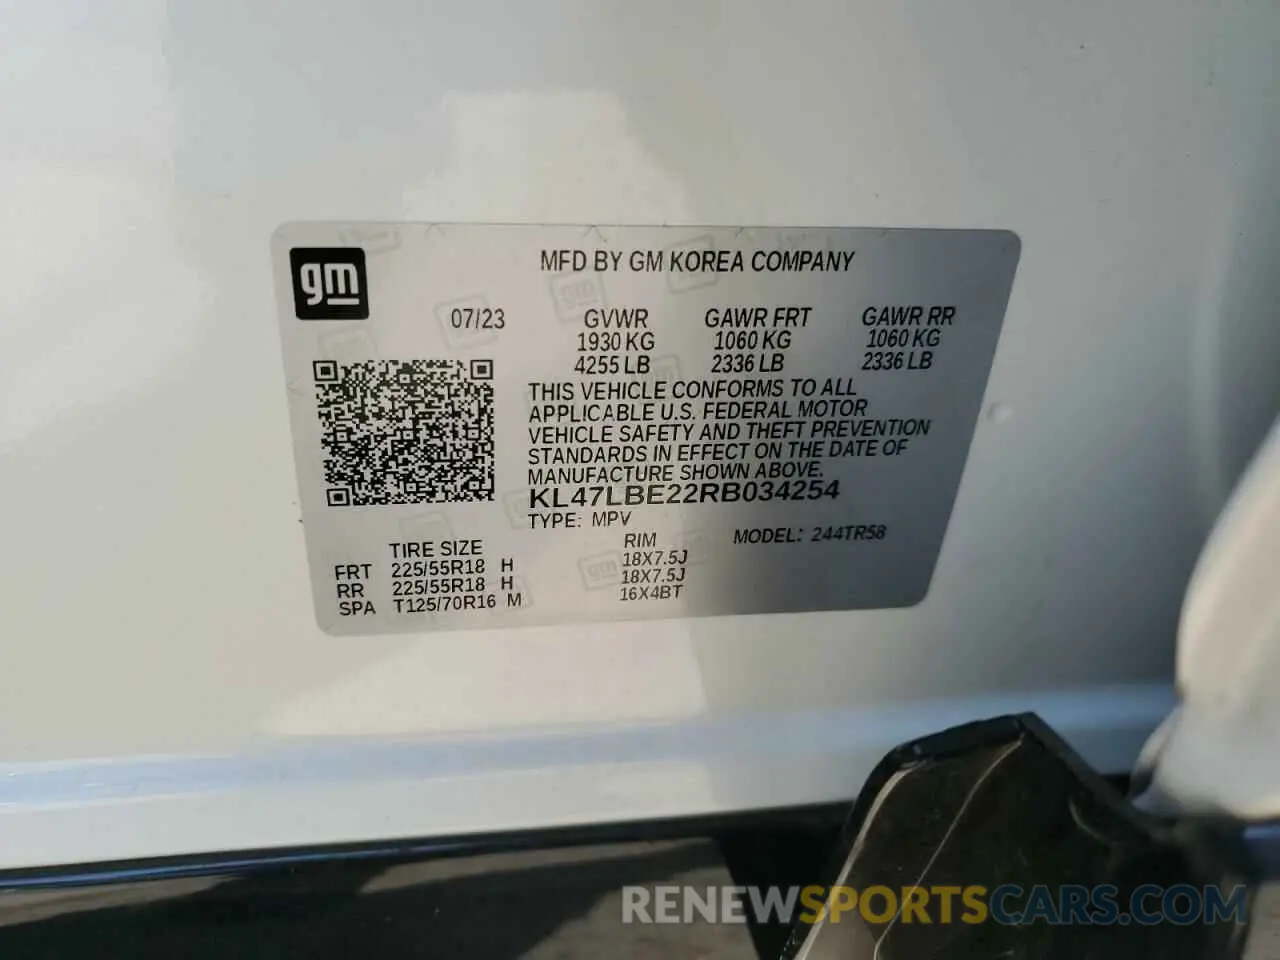 gm
MFD BY GM KOREA COMPANY
07/23 GVWR GAWR FRT GAWR RR
1930 KG 1060 KG 1060 KG
4255 LB 2336 LB 2336 LB
THIS VEHICLE CONFORMS TO ALL
APPLICABLE U.S. FEDERAL MOTOR
VEHICLE SAFETY AND THEFT PREVENTION
STANDARDS IN EFFECT ON THE DATE OF
MANUFACTURE SHOWN ABOVE.
KL47LBE22RB034254
TYPE: MPV MODEL: 244TR58
TIRE SIZE RIM
FRT 225/55R18 H 18X7.5J
RR 225/55R18 H 18X7.5J
SPA T125/70R16 M 16X4BT
RENEWSPORTSCARS.COM